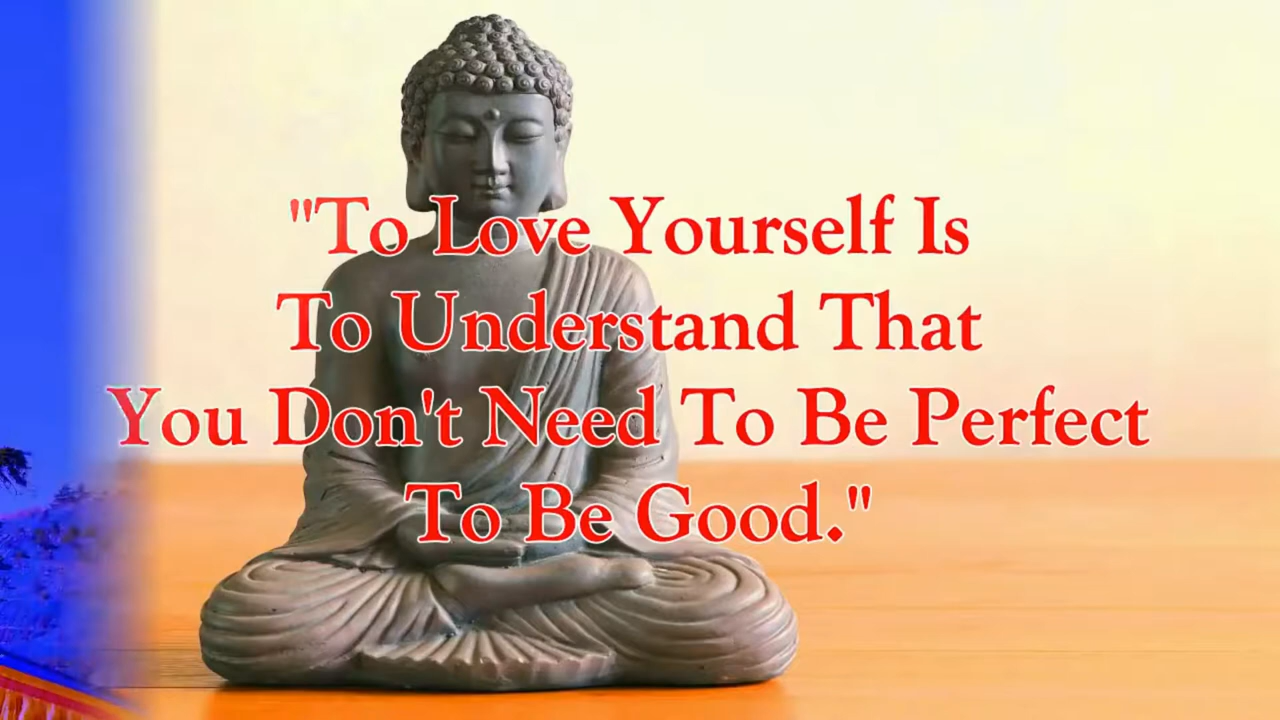 "To Love Yourself Is
To Understand That
You Don't Need To Be Perfect
To Be Good."